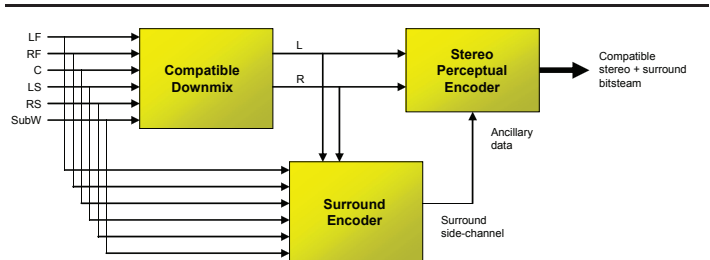 LF
RF
C
LS
RS
SubW
Compatible
Downmix
L
R
Stereo
Perceptual
Encoder
Compatible
stereo + surround
bitsteam
Ancillary
data
Surround
Encoder
Surround
side-channel